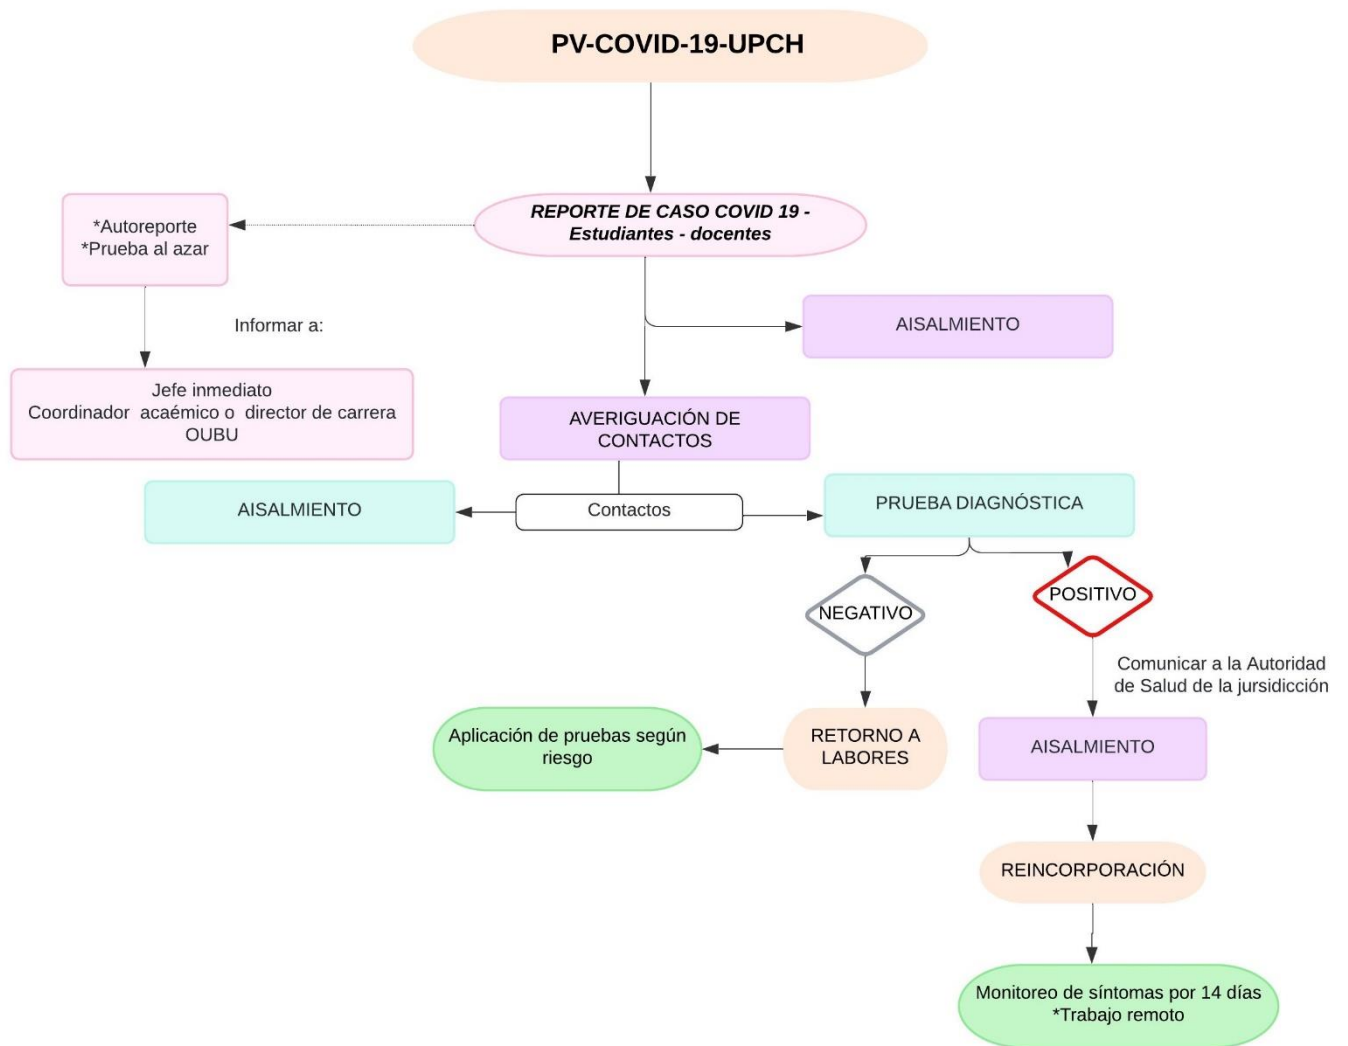 PV-COVID-19-UPCH
REPORTE DE CASO COVID 19 -
Estudiantes - docentes
*Autoreporte
*Prueba al azar
Informar a:
AISALMIENTO
Jefe inmediato
Coordinador acaémico o director de carrera
OUBU
AVERIGUACIÓN DE
CONTACTOS
AISALMIENTO
Contactos
PRUEBA DIAGNÓSTICA
NEGATIVO
POSITIVO
Comunicar a la Autoridad
de Salud de la jursidicción
Aplicación de pruebas según
riesgo
RETORNO A
LABORES
AISALMIENTO
REINCORPORACIÓN
Monitoreo de síntomas por 14 días
*Trabajo remoto